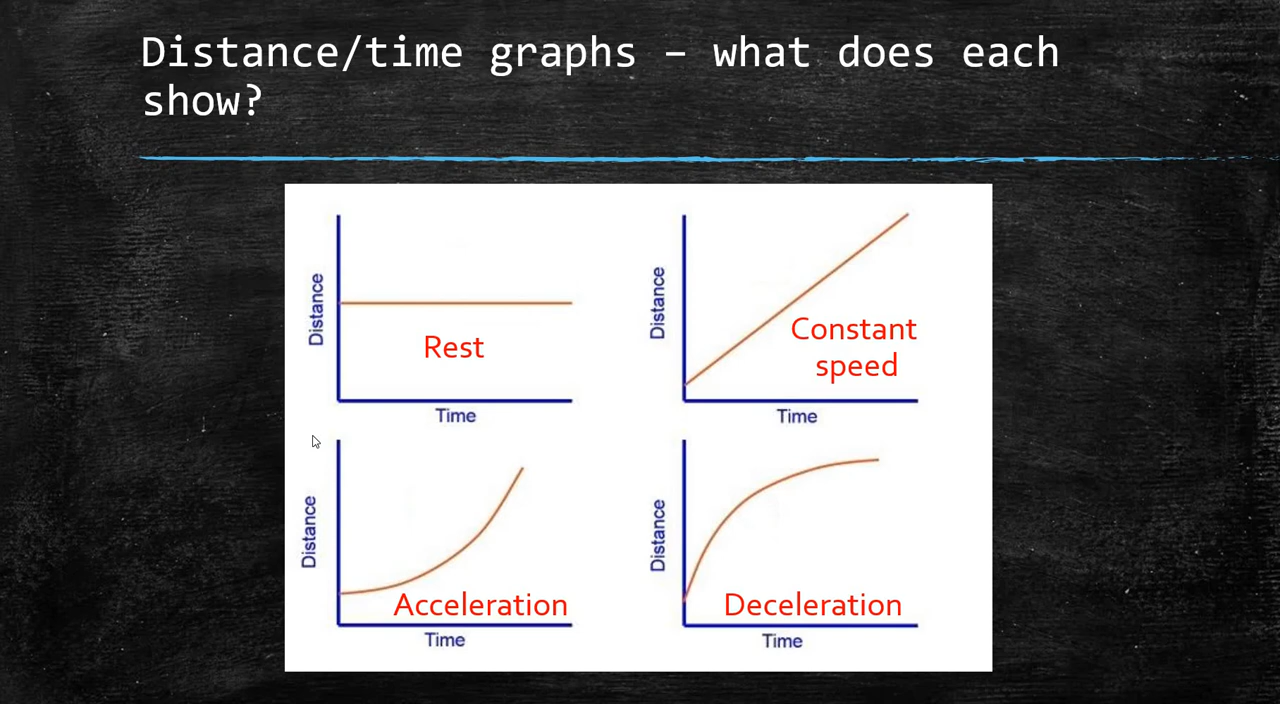 Distance/time graphs – what does each
show?
Distance
Rest
Time
Distance
Constant
speed
Time
Distance
Acceleration
Time
Distance
Deceleration
Time